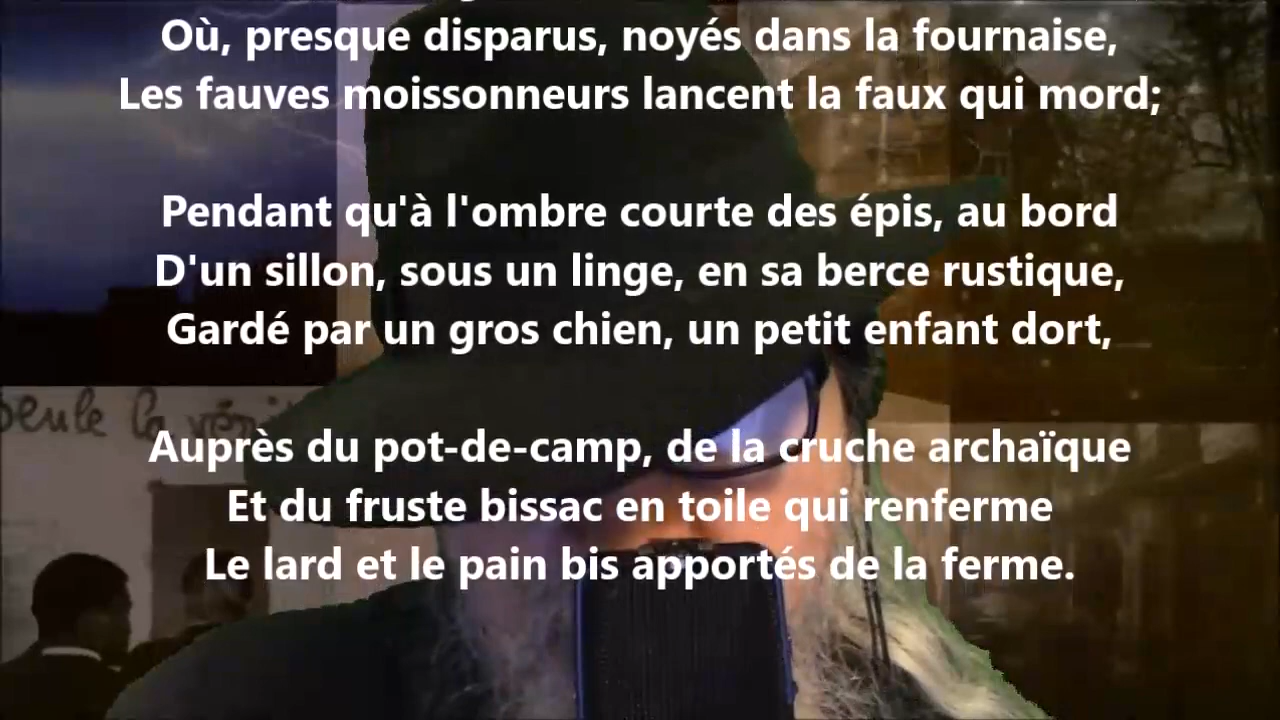 Où, presque disparus, noyés dans la fournaise,
Les fauves moissonneurs lancent la faux qui mord;
Pendant qu'à l'ombre courte des épis, au bord
D'un sillon, sous un linge, en sa berce rustique,
Gardé par un gros chien, un petit enfant dort,
Auprès du pot-de-camp, de la cruche archaïque
Et du fruste bissac en toile qui renferme
Le lard et le pain bis apportés de la ferme.
la